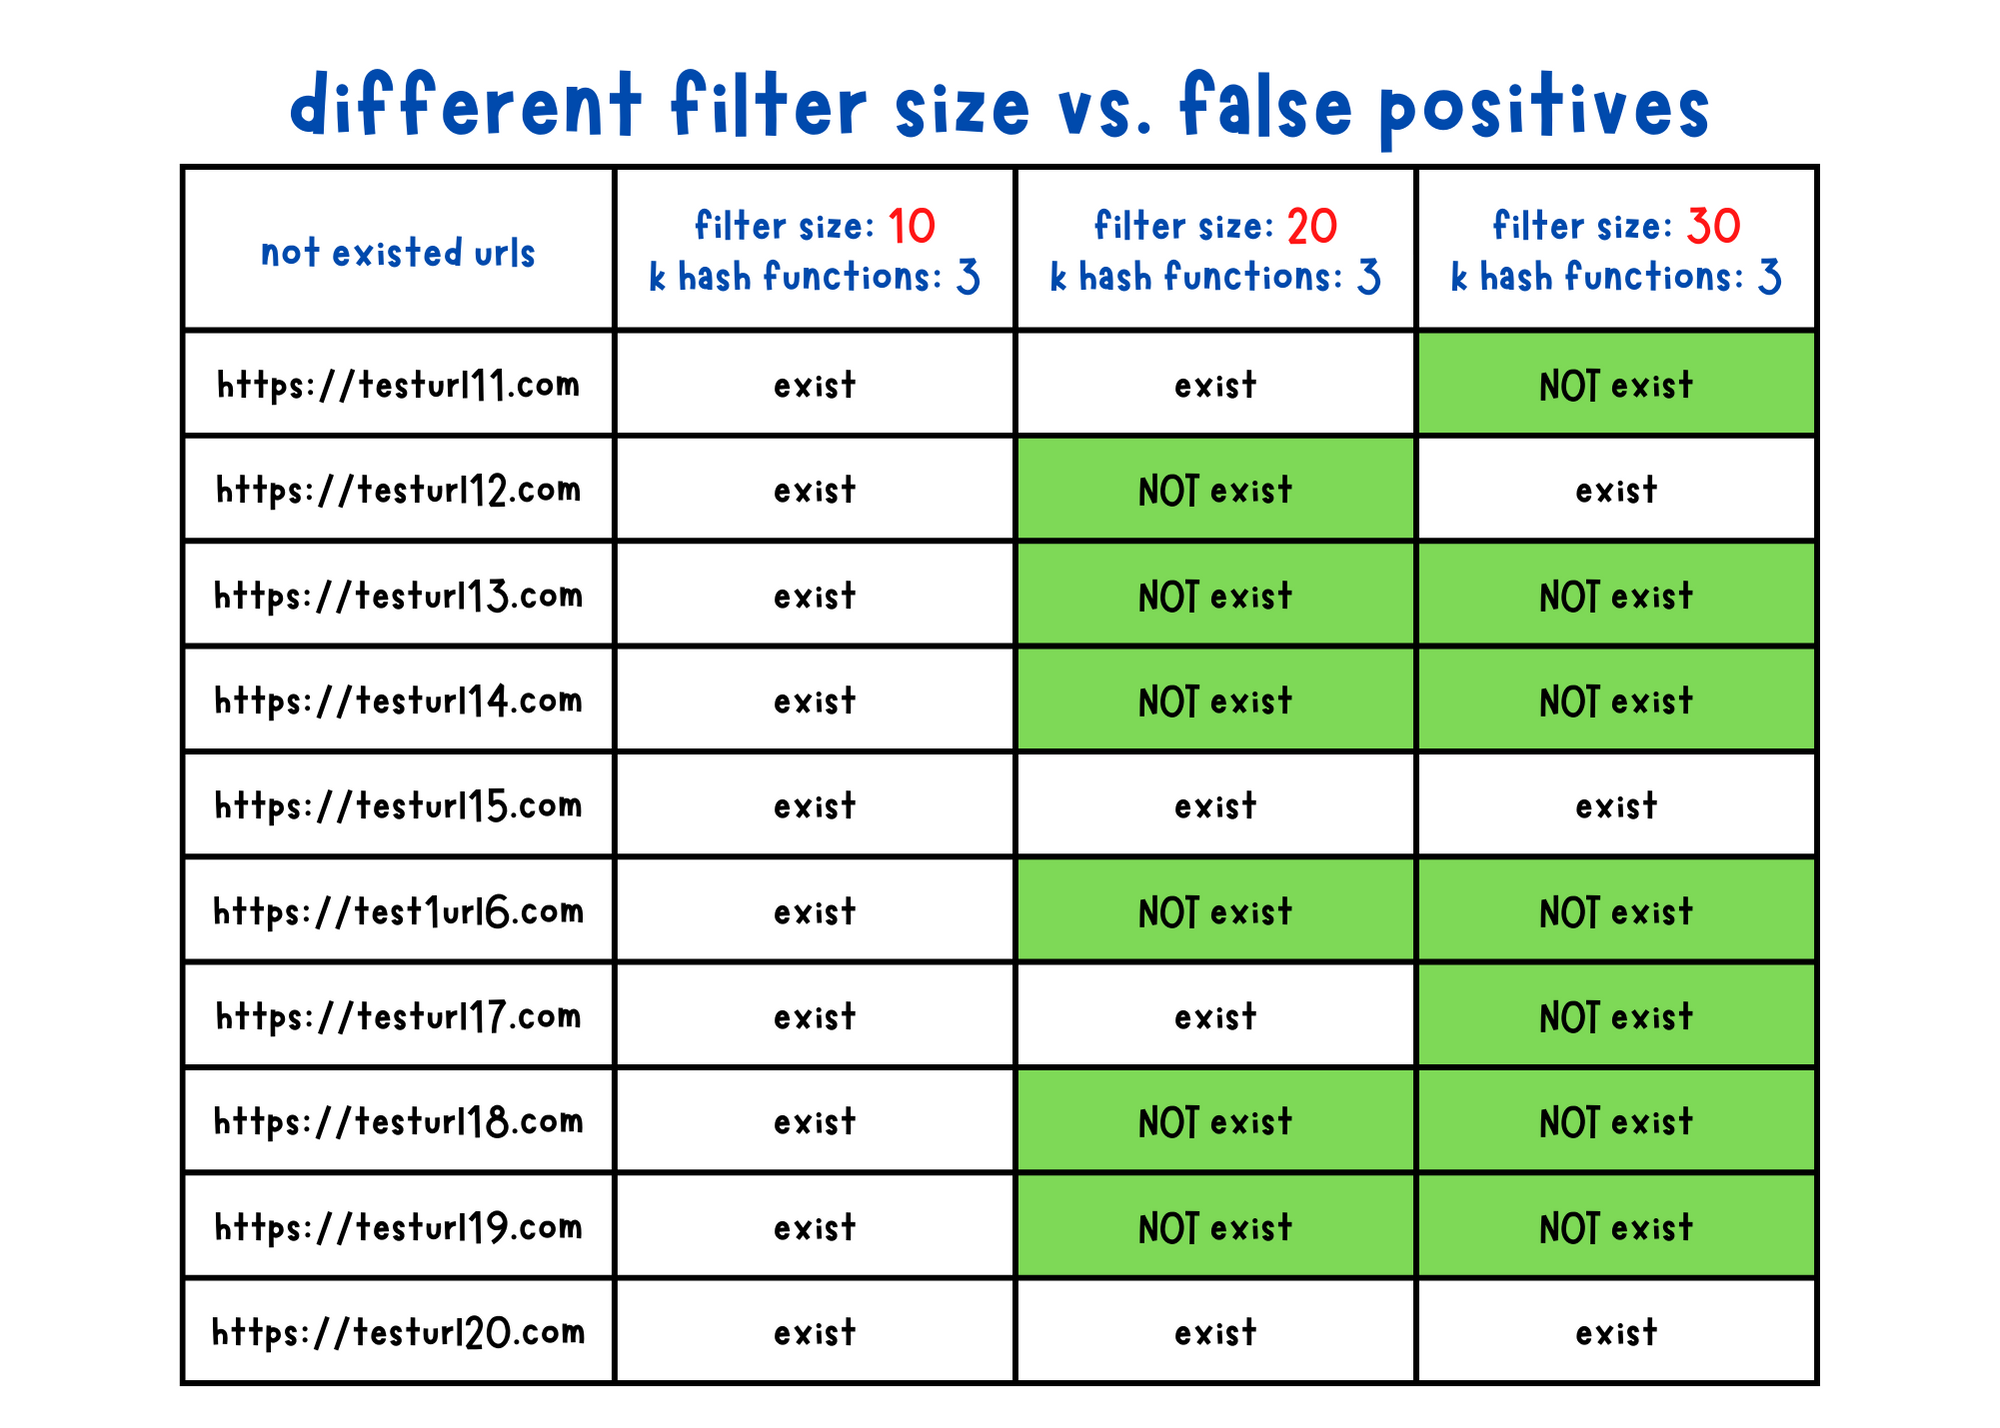 different filter size vs. false positives
not existed urls
filter size: 10
k hash functions: 3
filter size: 20
k hash functions: 3
filter size: 30
k hash functions: 3
https://testurl11.com exist exist NOT exist
https://testurl12.com exist NOT exist exist
https://testurl13.com exist NOT exist NOT exist
https://testurl14.com exist NOT exist NOT exist
https://testurl15.com exist exist exist
https://test1url6.com exist NOT exist NOT exist
https://testurl17.com exist exist NOT exist
https://testurl18.com exist NOT exist NOT exist
https://testurl19.com exist NOT exist NOT exist
https://testurl20.com exist exist exist